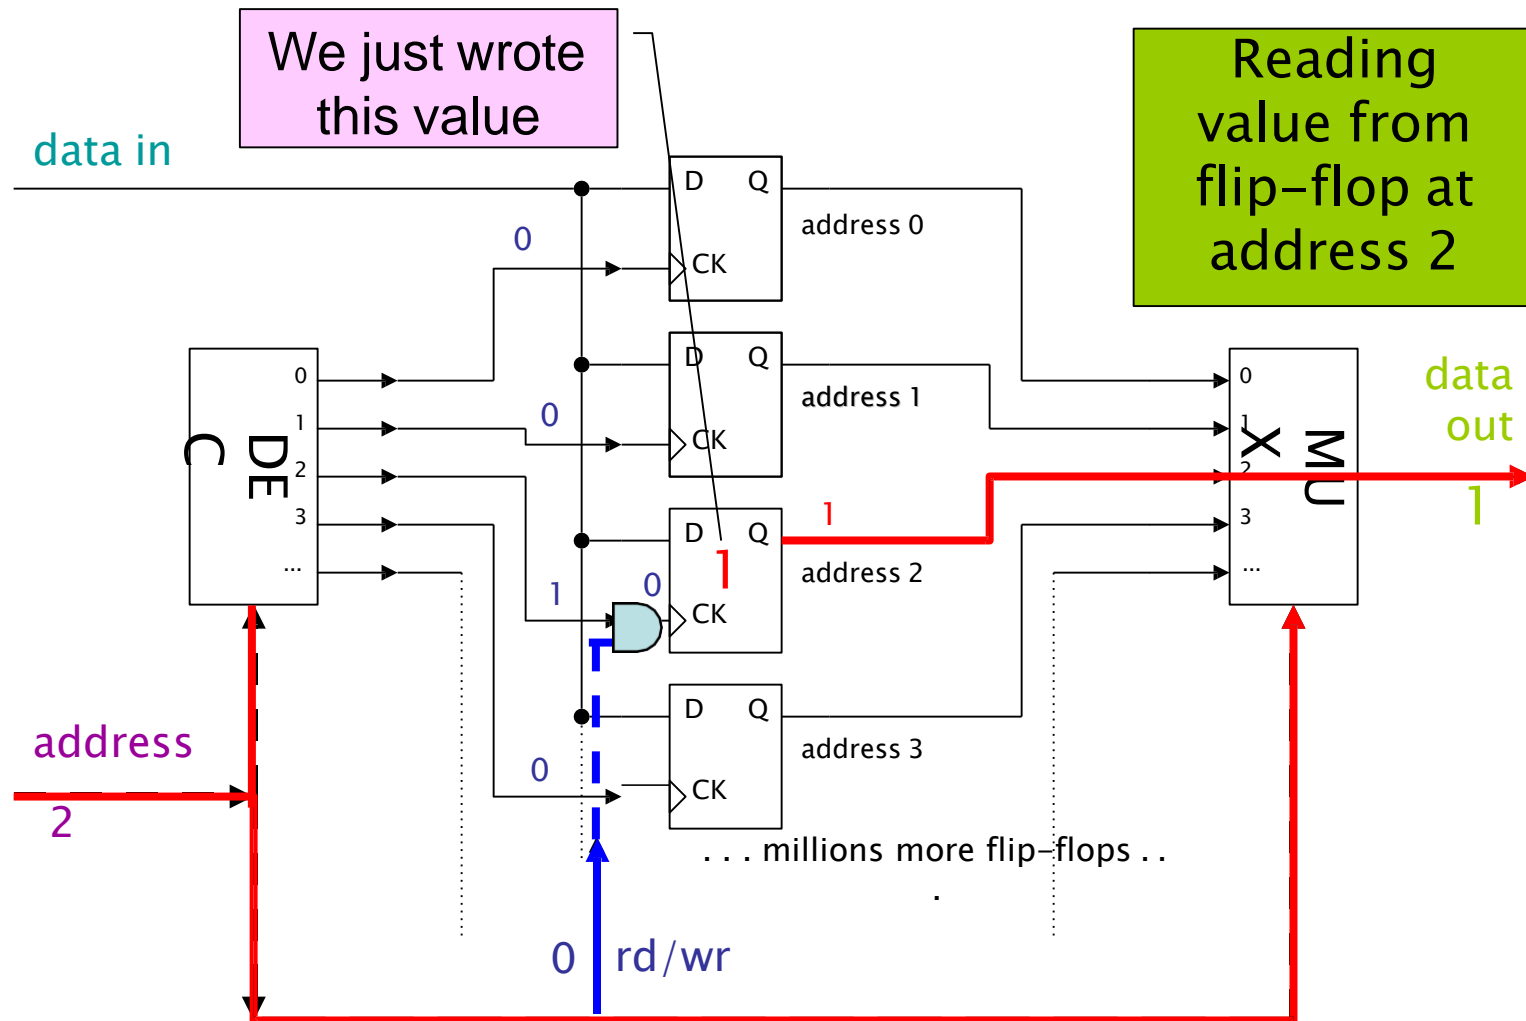 We just wrote
this value
Reading
value from
flip-flop at
address 2
data in
D Q
address 0
CK
0
D Q
address 1
CK
0
DE
C
0
1
2
3
...
D Q
1
1
address 2
CK
1
0
D Q
address 3
CK
0
MU
X
0
1
2
3
...
data
out
1
address
2
. . . millions more flip-flops . .
.
0 rd/wr